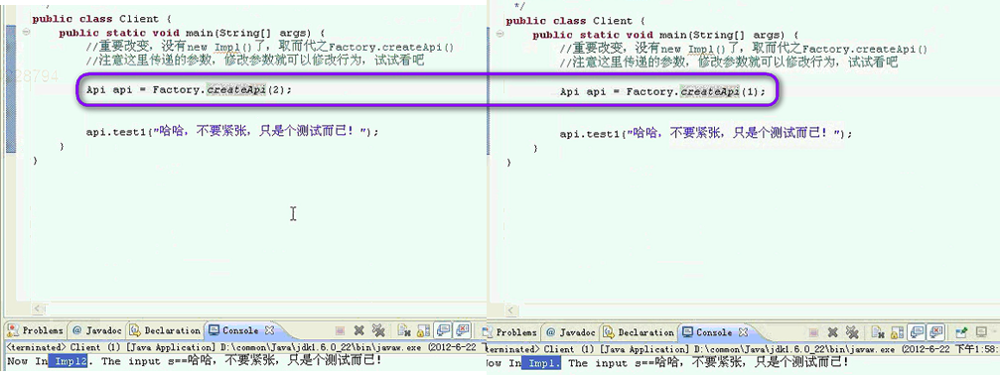 */
public class Client {
public static void main(String[] args) {
//重要改变，没有new Impl()了，取而代之Factory.createApi()
//注意这里传递的参数，修改参数就可以修改行为，试试看吧
Api api = Factory.createApi(2);
api.test1("哈哈，不要紧张，只是个测试而已！");
}
}
Problems @ Javadoc Declaration Console
<terminated> Client (1) [Java Application] D:\common\Java\jdk1.6.0_22\bin\javaw.exe (2012-6-22
Now In Impl2. The input s==哈哈，不要紧张，只是个测试而已！
*/
public class Client {
public static void main(String[] args) {
//重要改变，没有new Impl()了，取而代之Factory.createApi()
//注意这里传递的参数，修改参数就可以修改行为，试试看吧
Api api = Factory.createApi(1);
api.test1("哈哈，不要紧张，只是个测试而已！");
}
}
Problems @ Javadoc Declaration Console
<terminated> Client (1) [Java Application] D:\common\Java\jdk1.6.0_22\bin\javaw.exe (2012-6-22 下午1:58:
Now In Impl. The input s==哈哈，不要紧张，只是个测试而已！